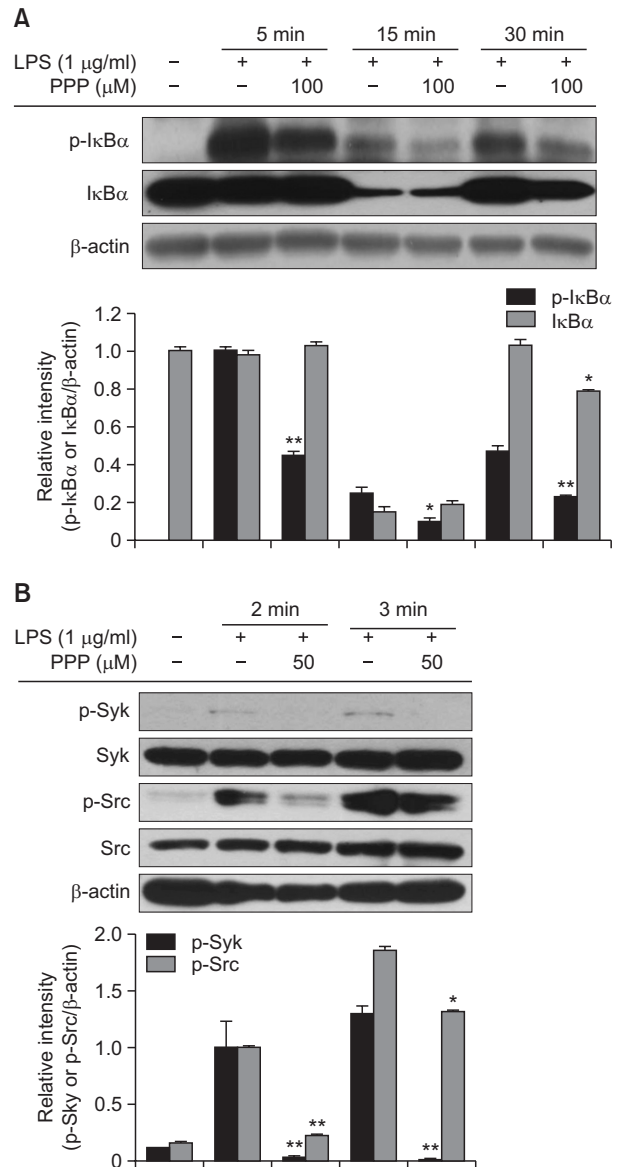 A
5 min 15 min 30 min
LPS (1 μg/ml) – + + + + + +
PPP (μM) – – 100 – 100 – 100
p-IκBα
IκBα
β-actin
p-IκBα
IκBα
Relative intensity
(p-IκBα or IκBα/β-actin)
1.2
1.0
0.8
0.6
0.4
0.2
0
**
*
**
*
B
2 min 3 min
LPS (1 μg/ml) – + + + +
PPP (μM) – – 50 – 50
p-Syk
Syk
p-Src
Src
β-actin
p-Syk
p-Src
Relative intensity
(p-Sky or p-Src/β-actin)
2.0
1.5
1.0
0.5
0
**
**
**
*